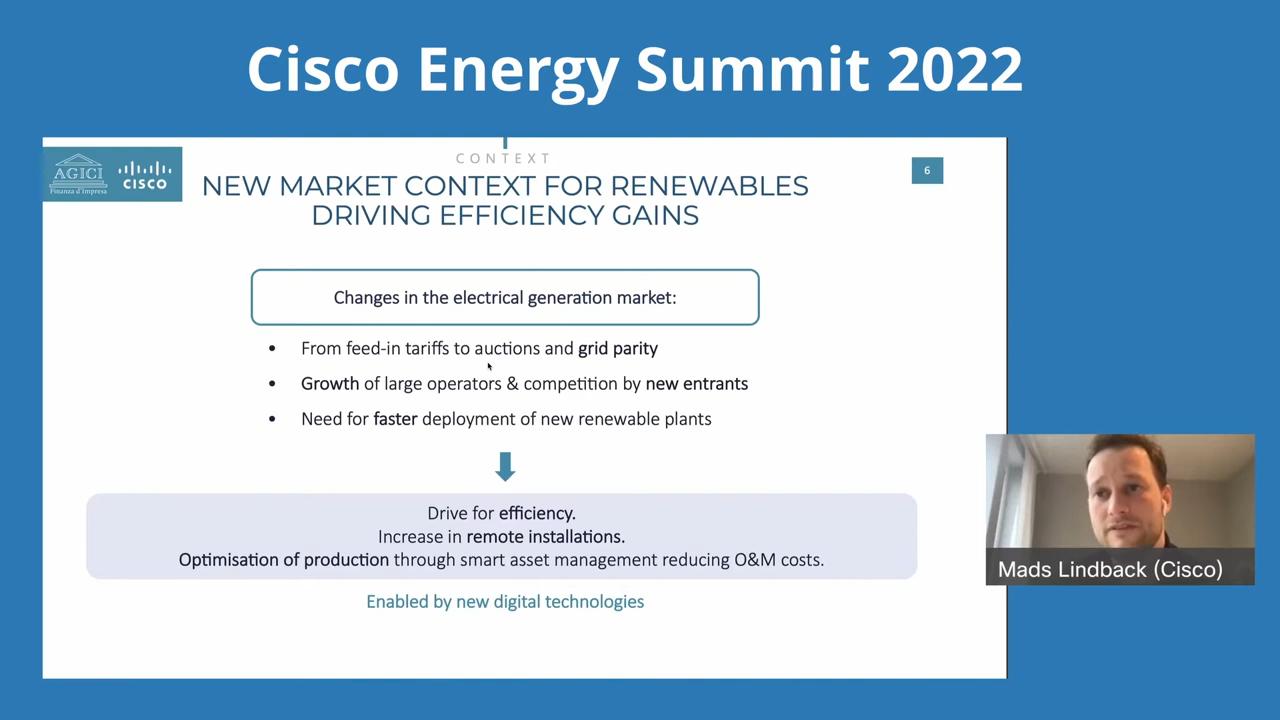 Cisco Energy Summit 2022
AGICI
Finanza d'Impresa
CISCO
CONTEXT
6
NEW MARKET CONTEXT FOR RENEWABLES
DRIVING EFFICIENCY GAINS
Changes in the electrical generation market:
• From feed-in tariffs to auctions and grid parity
• Growth of large operators & competition by new entrants
• Need for faster deployment of new renewable plants
Drive for efficiency.
Increase in remote installations.
Optimisation of production through smart asset management reducing O&M costs.
Enabled by new digital technologies
Mads Lindback (Cisco)